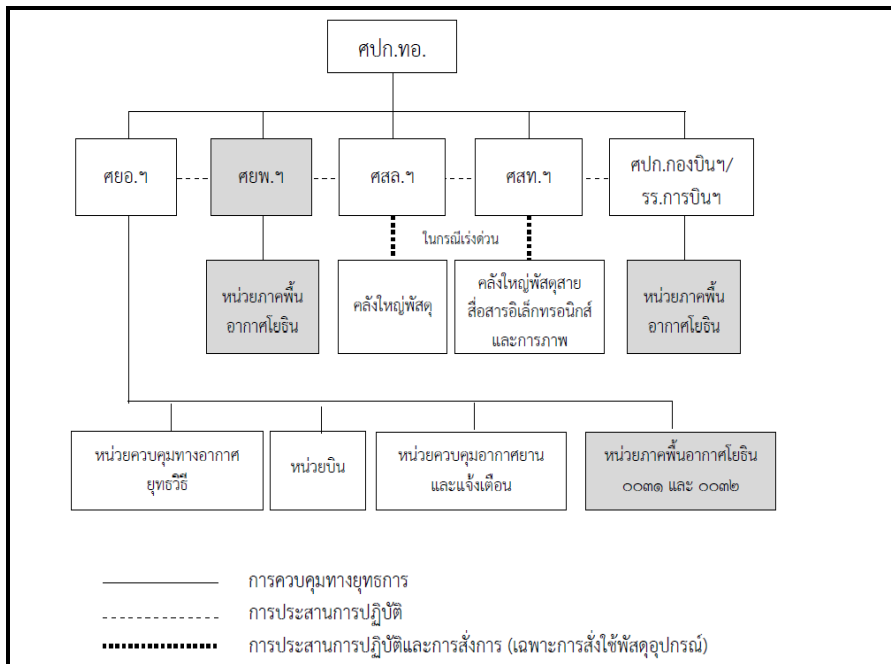 ศปก.ทอ.
ศยอ.ฯ
ศยพ.ฯ
ศสล.ฯ
ศสท.ฯ
ศปก.กองบินฯ/
รร.การบินฯ
ในกรณีเร่งด่วน
หน่วยภาคพื้น
อากาศโยธิน
คลังใหญ่พัสดุ
คลังใหญ่พัสดุสาย
สื่อสารอิเล็กทรอนิกส์
และการภาพ
หน่วยภาคพื้น
อากาศโยธิน
หน่วยควบคุมทางอากาศ
ยุทธวิธี
หน่วยบิน
หน่วยควบคุมอากาศยาน
และแจ้งเตือน
หน่วยภาคพื้นอากาศโยธิน
๐๐๓๑ และ ๐๐๓๒
การควบคุมทางยุทธการ
การประสานการปฏิบัติ
การประสานการปฏิบัติและการสั่งการ (เฉพาะการสั่งใช้พัสดุอุปกรณ์)